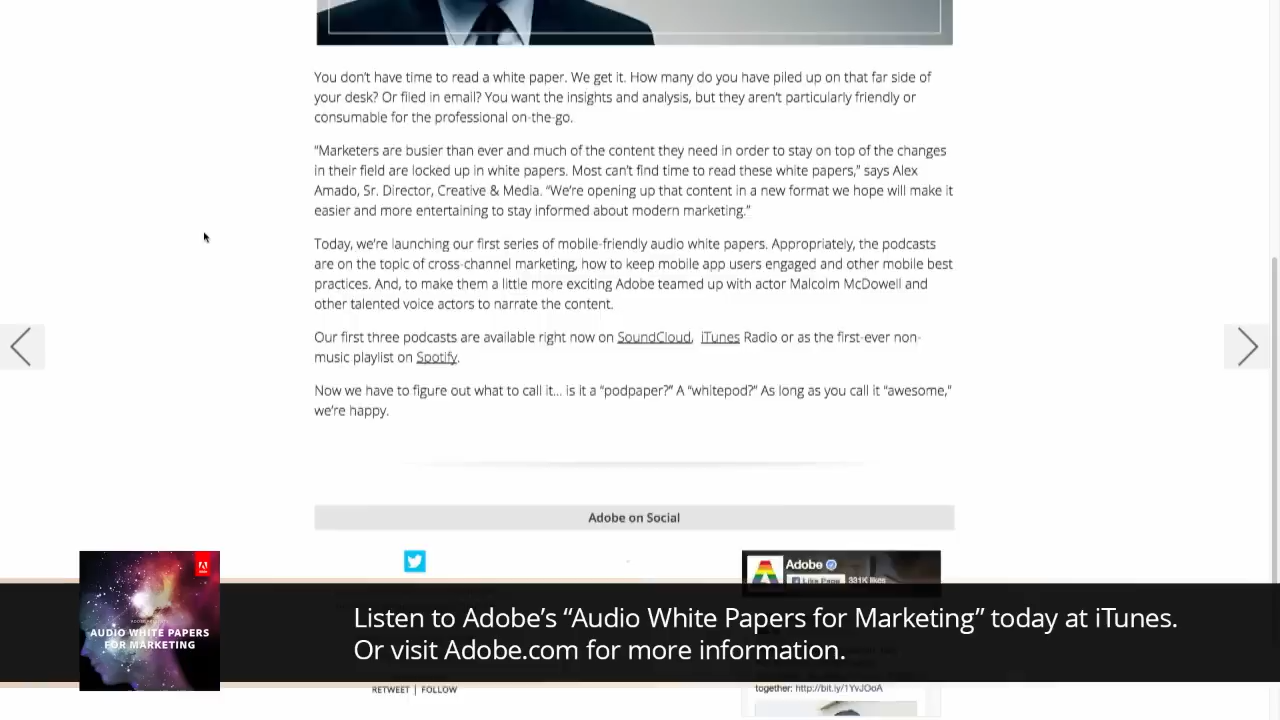 You don't have time to read a white paper. We get it. How many do you have piled up on that far side of
your desk? Or filed in email? You want the insights and analysis, but they aren't particularly friendly or
consumable for the professional on-the-go.
“Marketers are busier than ever and much of the content they need in order to stay on top of the changes
in their field are locked up in white papers. Most can't find time to read these white papers,” says Alex
Amado, Sr. Director, Creative & Media. “We're opening up that content in a new format we hope will make it
easier and more entertaining to stay informed about modern marketing.”
Today, we're launching our first series of mobile-friendly audio white papers. Appropriately, the podcasts
are on the topic of cross-channel marketing, how to keep mobile app users engaged and other mobile best
practices. And, to make them a little more exciting Adobe teamed up with actor Malcolm McDowell and
other talented voice actors to narrate the content.
Our first three podcasts are available right now on SoundCloud, iTunes Radio or as the first-ever non-
music playlist on Spotify.
Now we have to figure out what to call it... is it a “podpaper?” A “whitepod?” As long as you call it “awesome,”
we're happy.
Adobe on Social
Adobe
Like Page 331K likes
AUDIO WHITE PAPERS
FOR MARKETING
Listen to Adobe's “Audio White Papers for Marketing” today at iTunes.
Or visit Adobe.com for more information.
RETWEET | FOLLOW
together: http://bit.ly/1YvJOoA